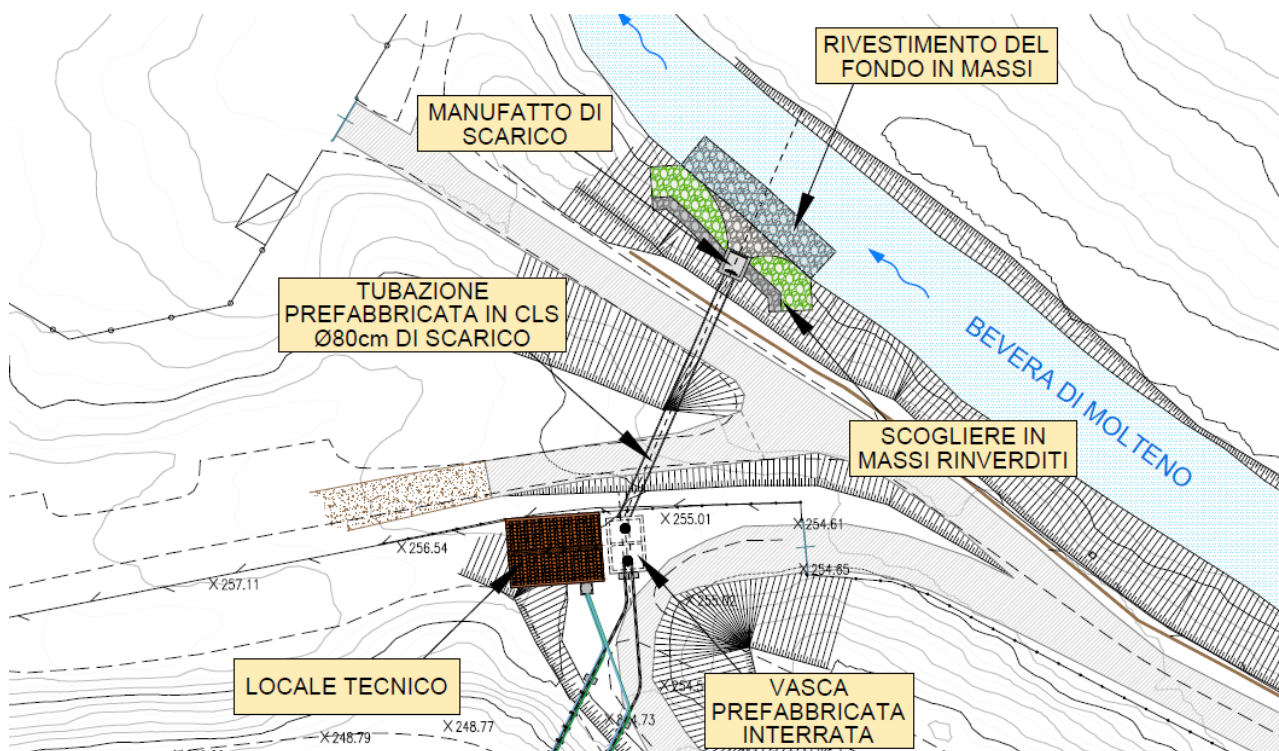 RIVESTIMENTO DEL
FONDO IN MASSI
MANUFATTO DI
SCARICO
TUBAZIONE
PREFABBRICATA IN CLS
Ø80cm DI SCARICO
BEVERA DI MOLTENO
SCOGLIERE IN
MASSI RINVERDITI
255.01
254.61
256.54
254.65
257.11
LOCALE TECNICO
VASCA
PREFABBRICATA
INTERRATA
248.77
248.79